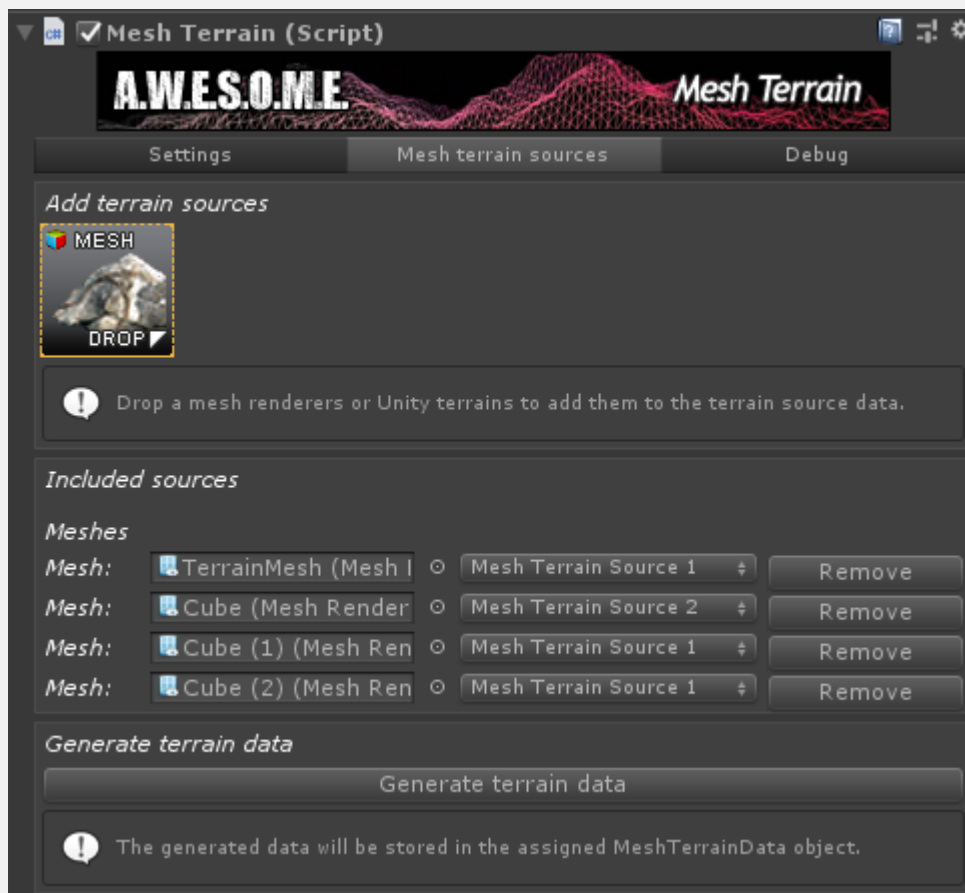 Mesh Terrain (Script)
A.W.E.S.O.M.E. Mesh Terrain
Settings Mesh terrain sources Debug
Add terrain sources
MESH
DROP
Drop a mesh renderers or Unity terrains to add them to the terrain source data.
Included sources
Meshes
Mesh: TerrainMesh (Mesh Mesh Terrain Source 1 Remove
Mesh: Cube (Mesh Render Mesh Terrain Source 2 Remove
Mesh: Cube (1) (Mesh Ren Mesh Terrain Source 1 Remove
Mesh: Cube (2) (Mesh Ren Mesh Terrain Source 1 Remove
Generate terrain data
Generate terrain data
The generated data will be stored in the assigned MeshTerrainData object.